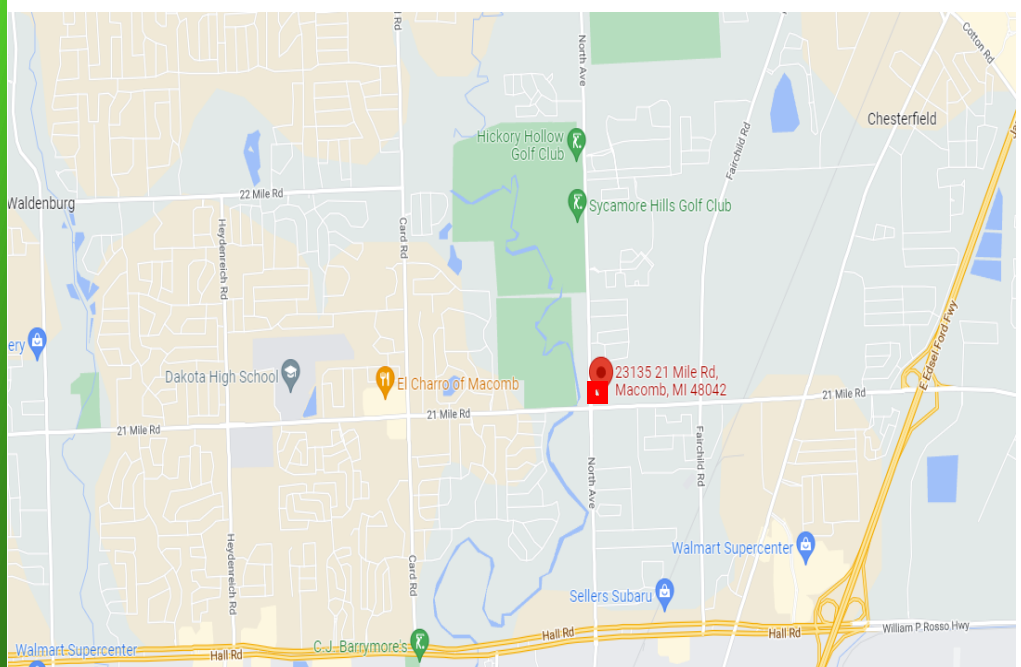 d Rd
North Ave
Cotton Rd
Chesterfield
Hickory Hollow
Golf Club
Fairchild Rd
22 Mile Rd
Waldenburg
Sycamore Hills Golf Club
Heydenreich Rd
Card Rd
E Edsel Ford Fwy
ery
Dakota High School
El Charro of Macomb
23135 21 Mile Rd,
Macomb, MI 48042
21 Mile Rd
21 Mile Rd
21 Mile Rd
Fairchild Rd
North Ave
Heydenreich Rd
Card Rd
Walmart Supercenter
Sellers Subaru
Hall Rd
Hall Rd
William P Rosso Hwy
C.J. Barrymore's
Walmart Supercenter
Hall Rd